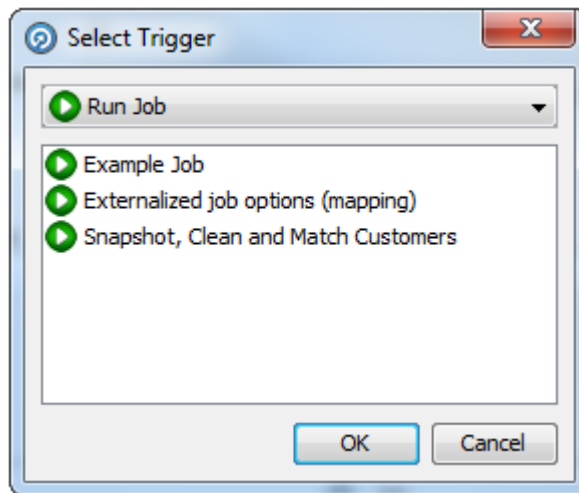 Select Trigger
Run Job
Example Job
Externalized job options (mapping)
Snapshot, Clean and Match Customers
OK
Cancel